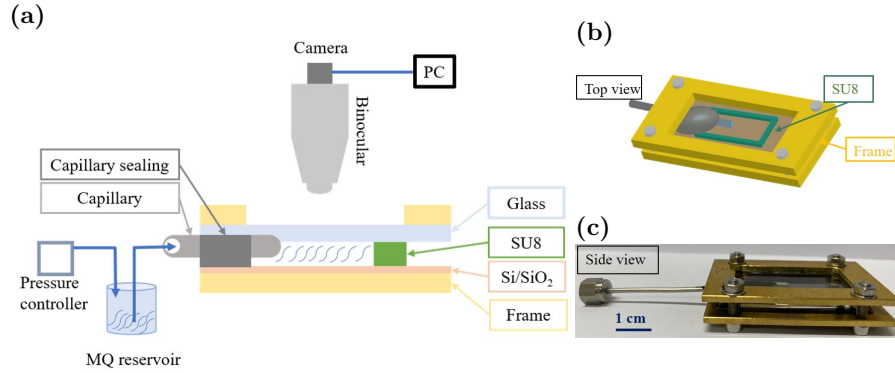 (a)
Camera
PC
Binocular
Capillary sealing
Capillary
Glass
SU8
Si/SiO₂
Frame
Pressure
controller
MQ reservoir
(b)
Top view
SU8
Frame
(c)
Side view
1 cm